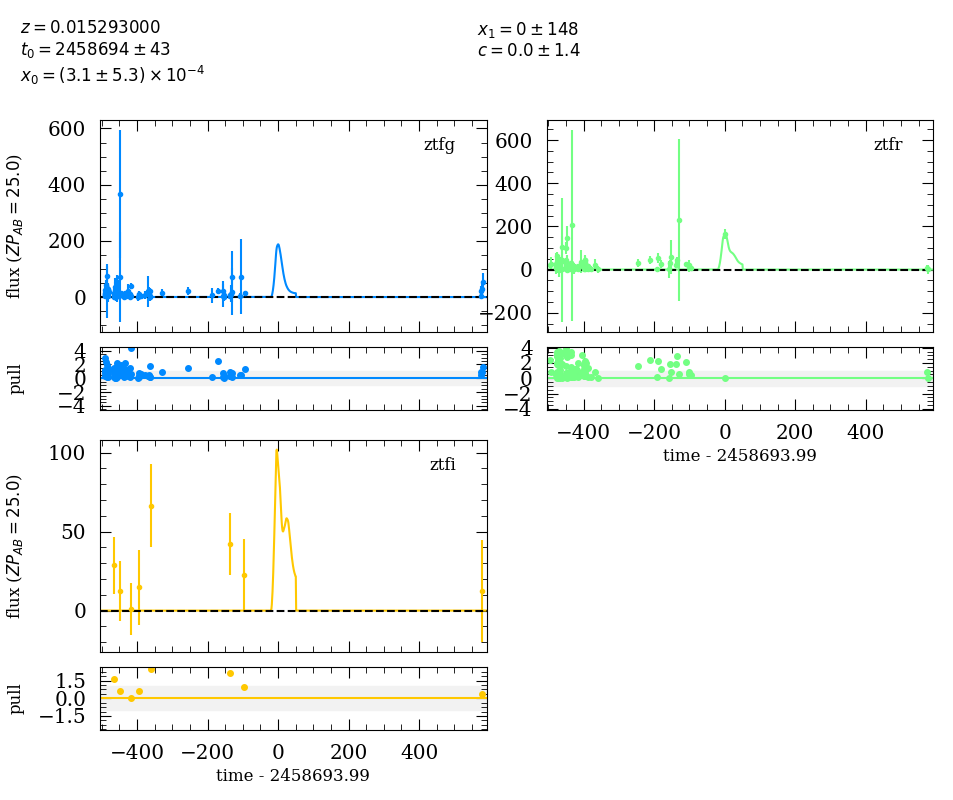 z = 0.015293000
t₀ = 2458694 ± 43
x₀ = (3.1 ± 5.3) × 10⁻⁴
x₁ = 0 ± 148
c = 0.0 ± 1.4
flux (ZP_AB = 25.0)
600
400
200
0
ztfg
600
400
200
0
−200
ztfr
pull
4
2
0
−2
−4
4
2
0
−2
−4
−400 −200 0 200 400
time - 2458693.99
flux (ZP_AB = 25.0)
100
50
0
ztfi
pull
1.5
0.0
−1.5
−400 −200 0 200 400
time - 2458693.99